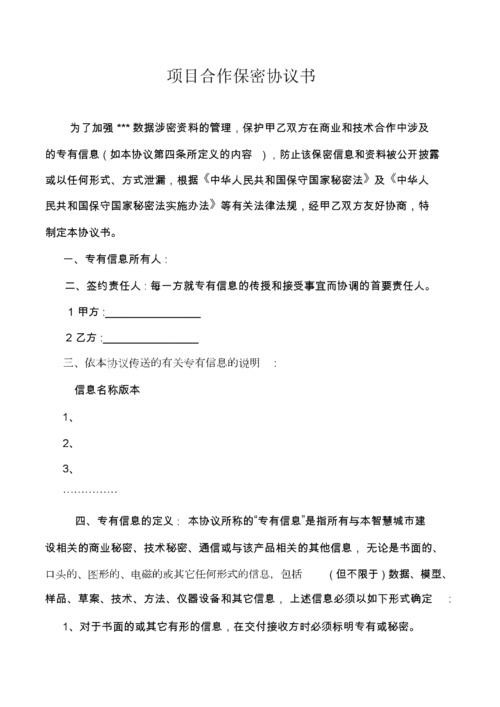 项目合作保密协议书
为了加强 *** 数据涉密资料的管理，保护甲乙双方在商业和技术合作中涉及
的专有信息（如本协议第四条所定义的内容 ），防止该保密信息和资料被公开披露
或以任何形式、方式泄漏，根据《中华人民共和国保守国家秘密法》及《中华人
民共和国保守国家秘密法实施办法》等有关法律法规，经甲乙双方友好协商，特
制定本协议书。
一、专有信息所有人：
二、签约责任人：每一方就专有信息的传授和接受事宜而协调的首要责任人。
1 甲方：__________________
2 乙方：__________________
三、依本协议传送的有关专有信息的说明 ：
信息名称版本
1、
2、
3、
……………
四、专有信息的定义： 本协议所称的“专有信息”是指所有与本智慧城市建
设相关的商业秘密、技术秘密、通信或与该产品相关的其他信息， 无论是书面的、
口头的、图形的、电磁的或其它任何形式的信息，包括 （但不限于）数据、模型、
样品、草案、技术、方法、仪器设备和其它信息， 上述信息必须以如下形式确定 ：
1、对于书面的或其它有形的信息，在交付接收方时必须标明专有或秘密。